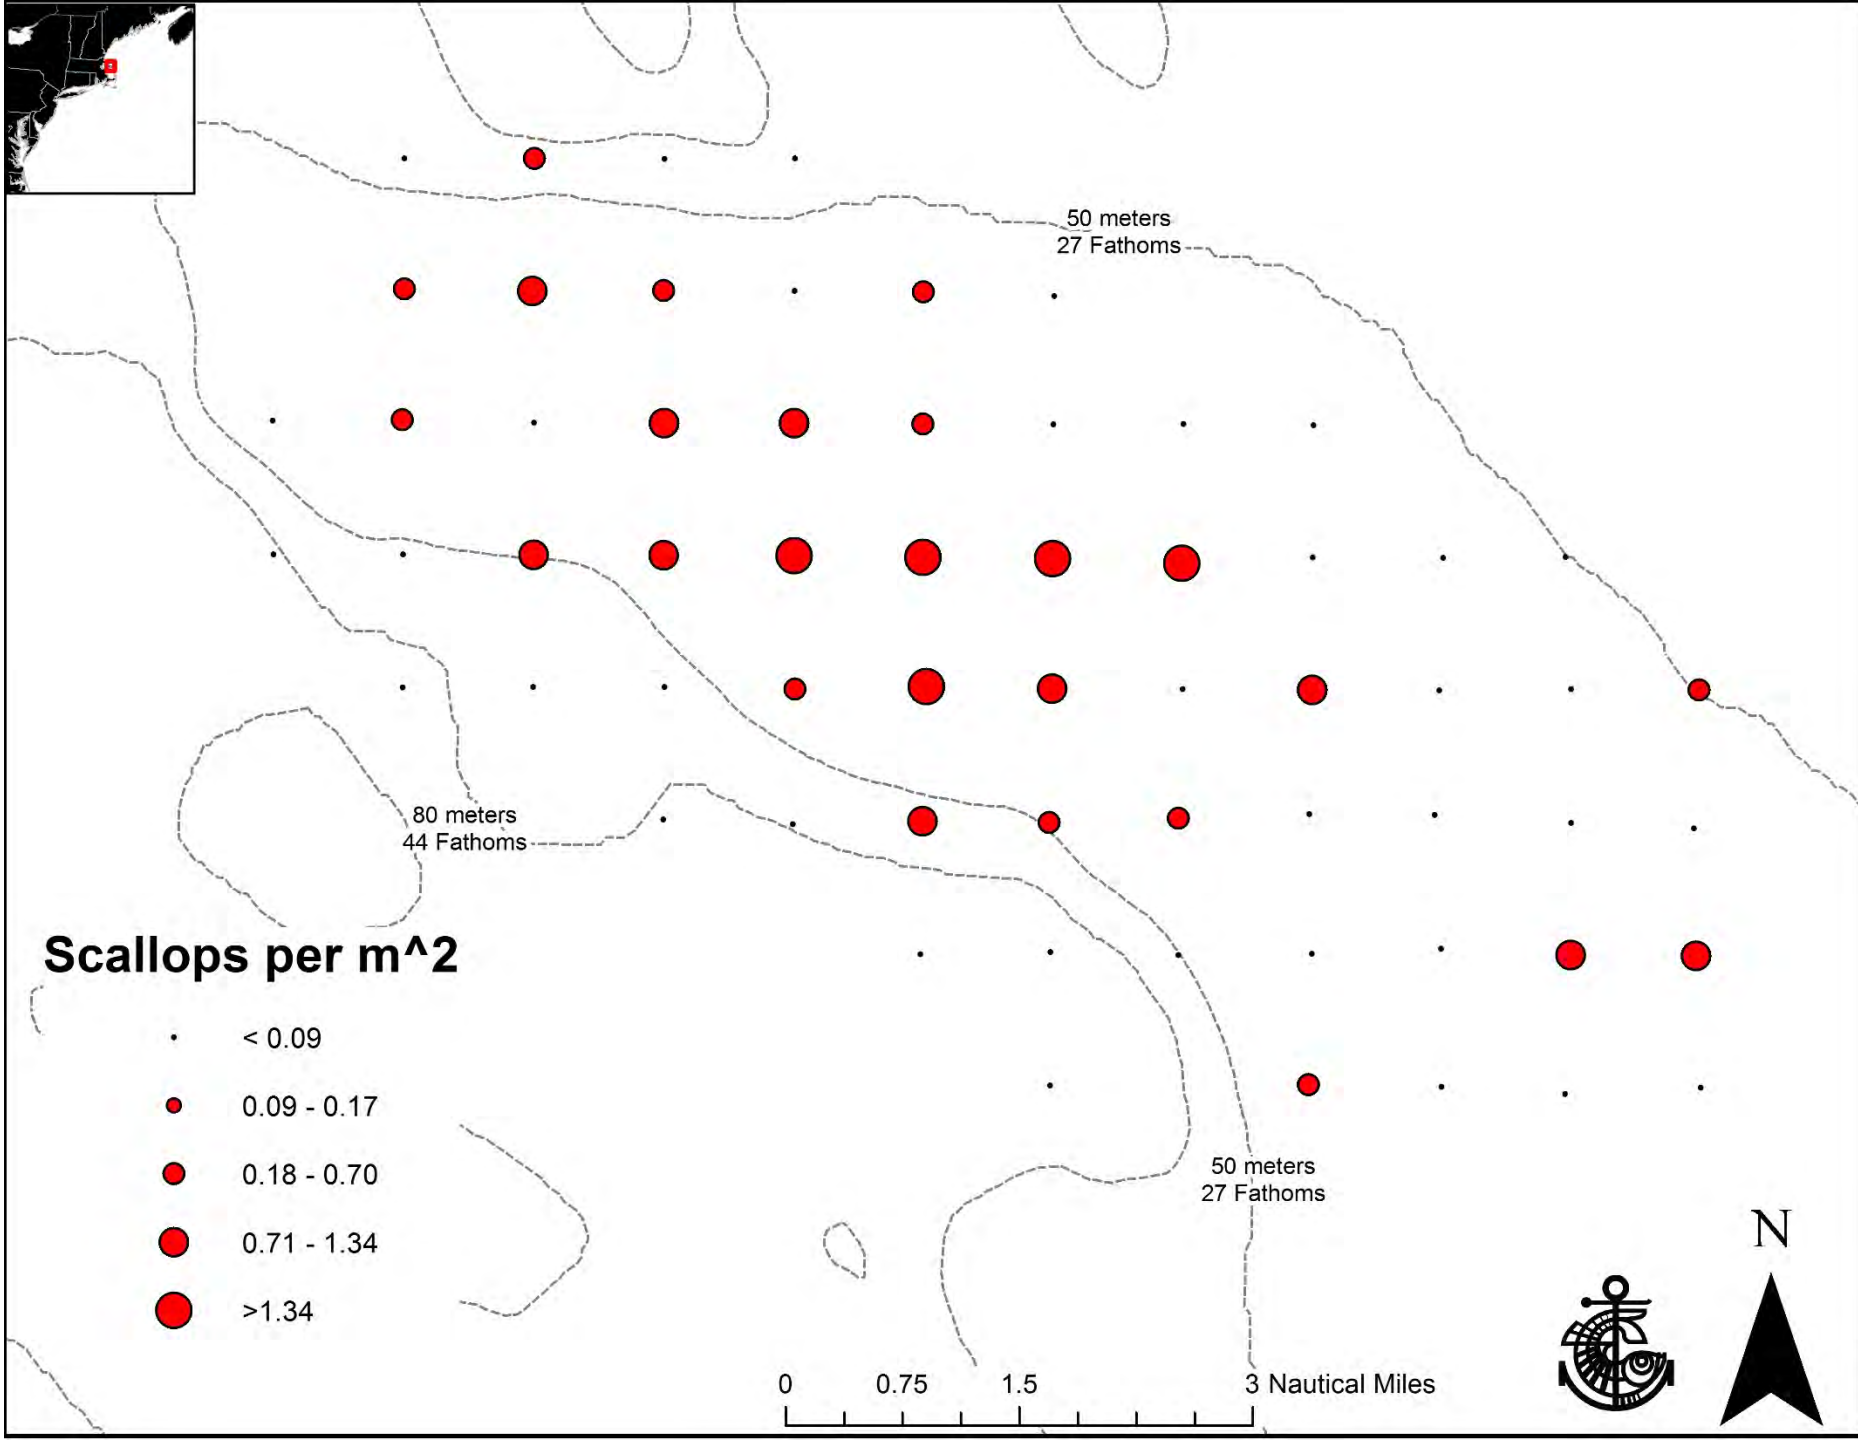 50 meters
27 Fathoms
80 meters
44 Fathoms
Scallops per m^2
< 0.09
0.09 - 0.17
0.18 - 0.70
0.71 - 1.34
>1.34
50 meters
27 Fathoms
N
0 0.75 1.5 3 Nautical Miles